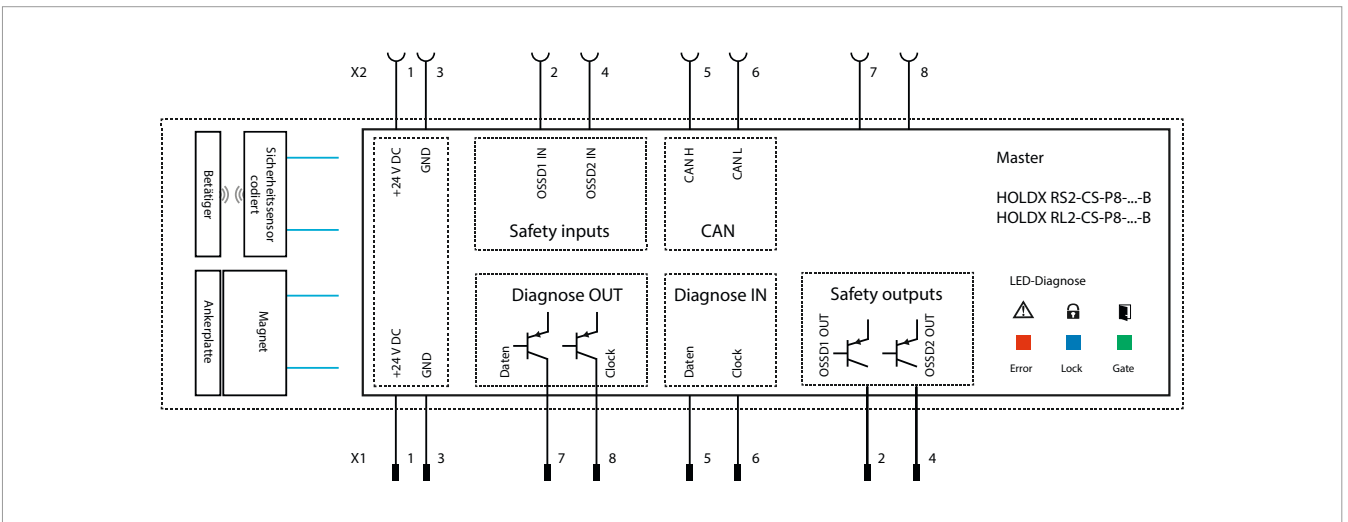 X2 1 3 2 4 5 6 7 8
Betätiger
Sicherheitssensor
codiert
+24 V DC
GND
OSSD1 IN
OSSD2 IN
Safety inputs
CAN H
CAN L
CAN
Master
HOLDX RS2-CS-P8-...-B
HOLDX RL2-CS-P8-...-B
Ankerplatte
Magnet
+24 V DC
GND
Diagnose OUT
Daten
Clock
Diagnose IN
Daten
Clock
Safety outputs
OSSD1 OUT
OSSD2 OUT
LED-Diagnose
Error Lock Gate
X1 1 3 7 8 5 6 2 4